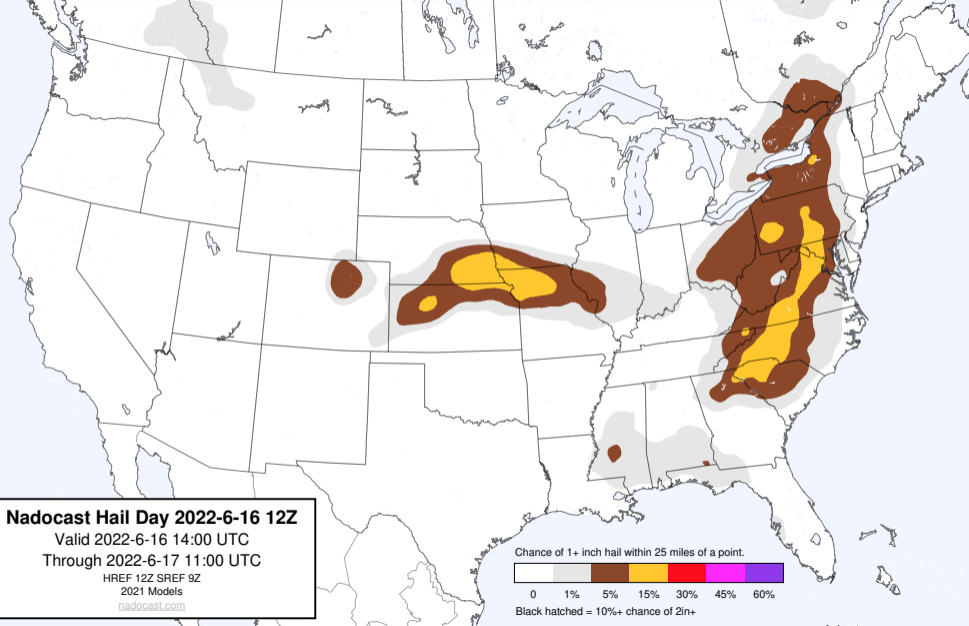 Nadocast Hail Day 2022-6-16 12Z
Valid 2022-6-16 14:00 UTC
Through 2022-6-17 11:00 UTC
HREF 12Z SREF 9Z
2021 Models
nadocast.com
Chance of 1+ inch hail within 25 miles of a point.
0 1% 5% 15% 30% 45% 60%
Black hatched = 10%+ chance of 2in+